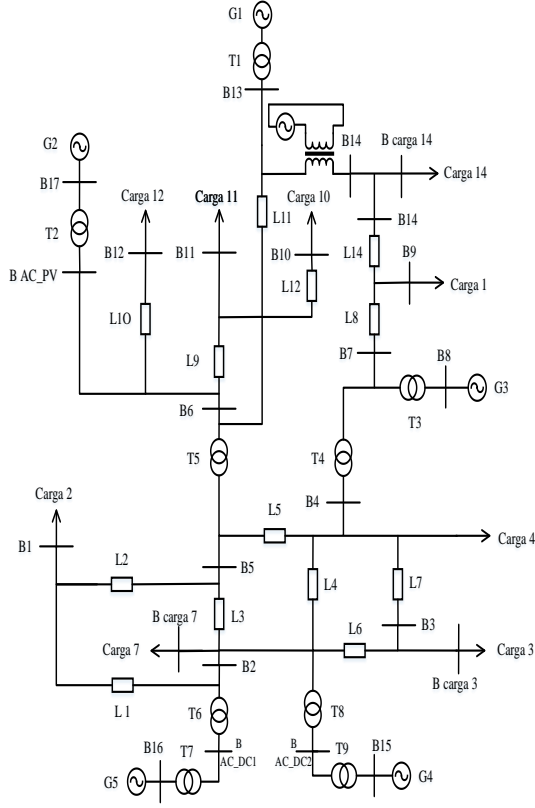 G1
T1
B13
G2
B14
B carga 14
Carga 14
B17
Carga 12
Carga 11
Carga 10
L11
B14
T2
B12
B11
B10
L14
B9
B AC_PV
L12
Carga 1
L1O
L8
L9
B7
B8
B6
G3
T3
T5
T4
Carga 2
B4
L5
Carga 4
B1
L2
B5
L4
L7
B carga 7
L3
L6
B3
Carga 7
Carga 3
B2
B carga 3
L 1
T6
T8
B16
T7
B
AC_DC1
B
AC_DC2
T9
B15
G5
G4